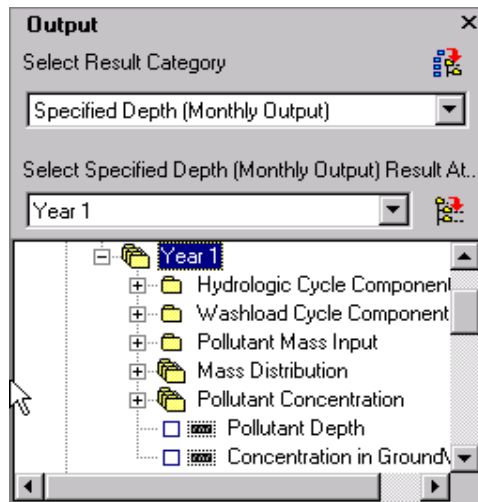 Output
Select Result Category
Specified Depth (Monthly Output)
Select Specified Depth (Monthly Output) Result At..
Year 1
Year 1
Hydrologic Cycle Component
Washload Cycle Component
Pollutant Mass Input
Mass Distribution
Pollutant Concentration
Pollutant Depth
Concentration in Ground